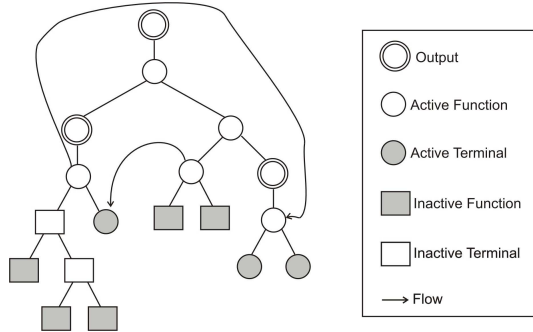 Output
Active Function
Active Terminal
Inactive Function
Inactive Terminal
Flow